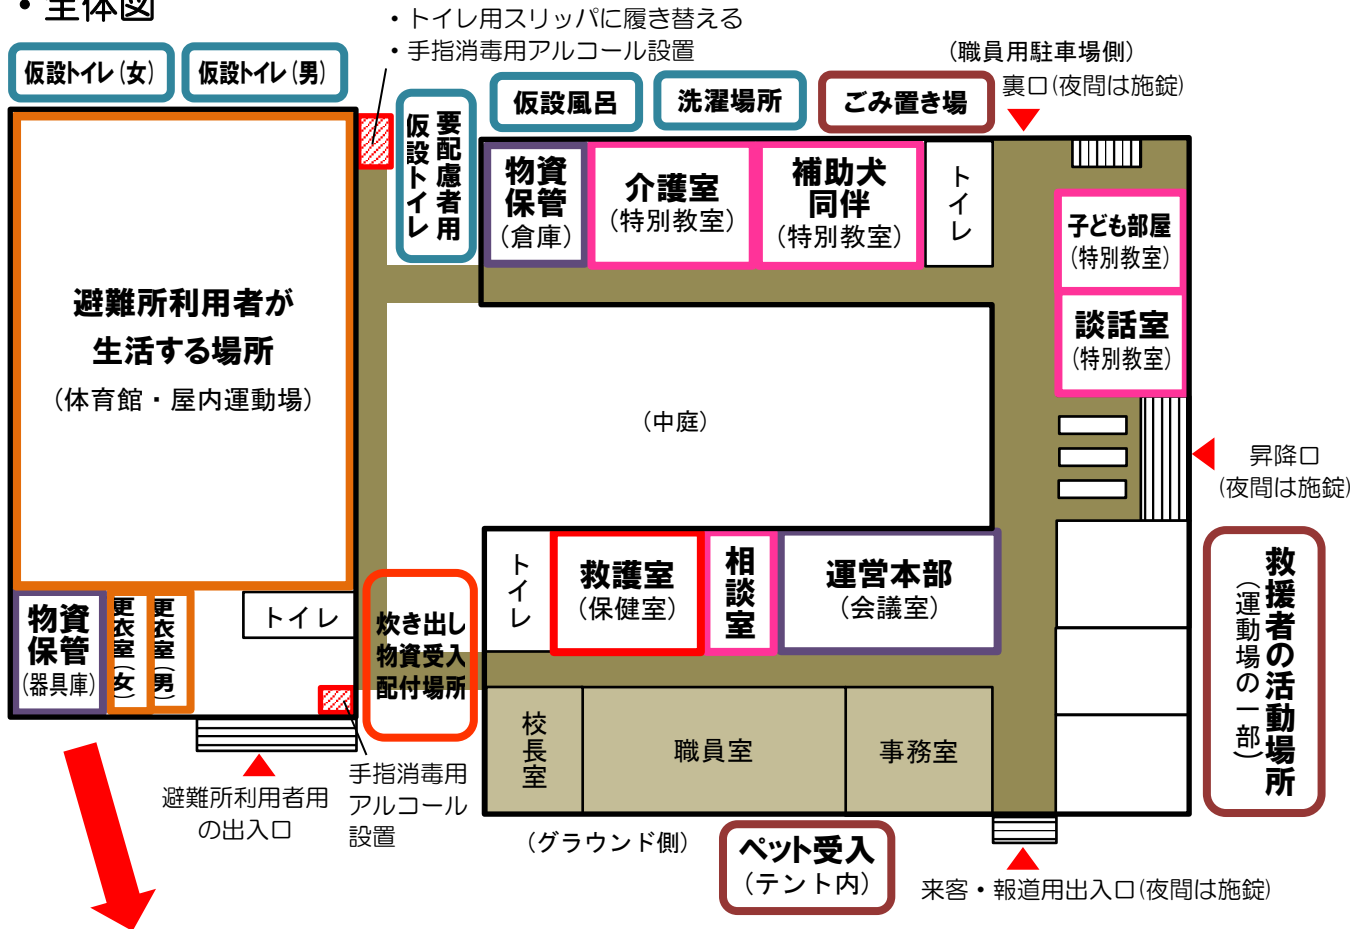 ・全体図
・トイレ用スリッパに履き替える
・手指消毒用アルコール設置
(職員用駐車場側)
裏口(夜間は施錠)
仮設トイレ(女)
仮設トイレ(男)
要配慮者用
仮設トイレ
仮設風呂
洗濯場所
ごみ置き場
物資
保管
(倉庫)
介護室
(特別教室)
補助犬
同伴
(特別教室)
トイレ
子ども部屋
(特別教室)
談話室
(特別教室)
避難所利用者が
生活する場所
(体育館・屋内運動場)
(中庭)
昇降口
(夜間は施錠)
トイレ
救護室
(保健室)
相談室
運営本部
(会議室)
救援者の活動場所
(運動場の一部)
物資
保管
(器具庫)
更衣室(女)
更衣室(男)
トイレ
炊き出し
物資受入
配付場所
校長室
職員室
事務室
避難所利用者用
の出入口
手指消毒用
アルコール
設置
(グラウンド側)
ペット受入
(テント内)
来客・報道用出入口(夜間は施錠)